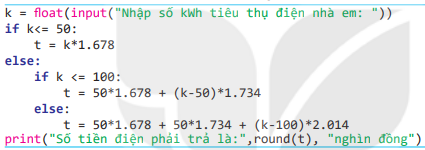 k = float(input("Nhập số kWh tiêu thụ điện nhà em: "))
if k<= 50:
    t = k*1.678
else:
    if k <= 100:
        t = 50*1.678 + (k-50)*1.734
    else:
        t = 50*1.678 + 50*1.734 + (k-100)*2.014
print("Số tiền điện phải trả là:",round(t), "nghìn đồng")